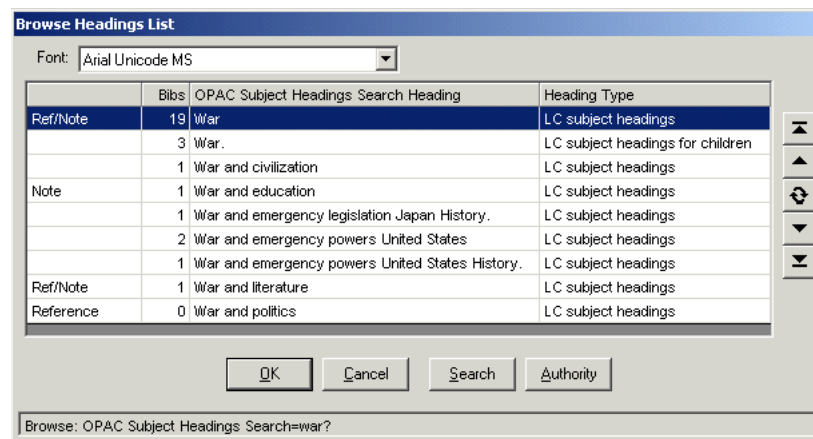 Browse Headings List
Font: Arial Unicode MS
Bibs OPAC Subject Headings Search Heading Heading Type
Ref/Note 19 War LC subject headings
3 War. LC subject headings for children
1 War and civilization LC subject headings
Note 1 War and education LC subject headings
1 War and emergency legislation Japan History. LC subject headings
2 War and emergency powers United States LC subject headings
1 War and emergency powers United States History. LC subject headings
Ref/Note 1 War and literature LC subject headings
Reference 0 War and politics LC subject headings
OK Cancel Search Authority
Browse: OPAC Subject Headings Search=war?